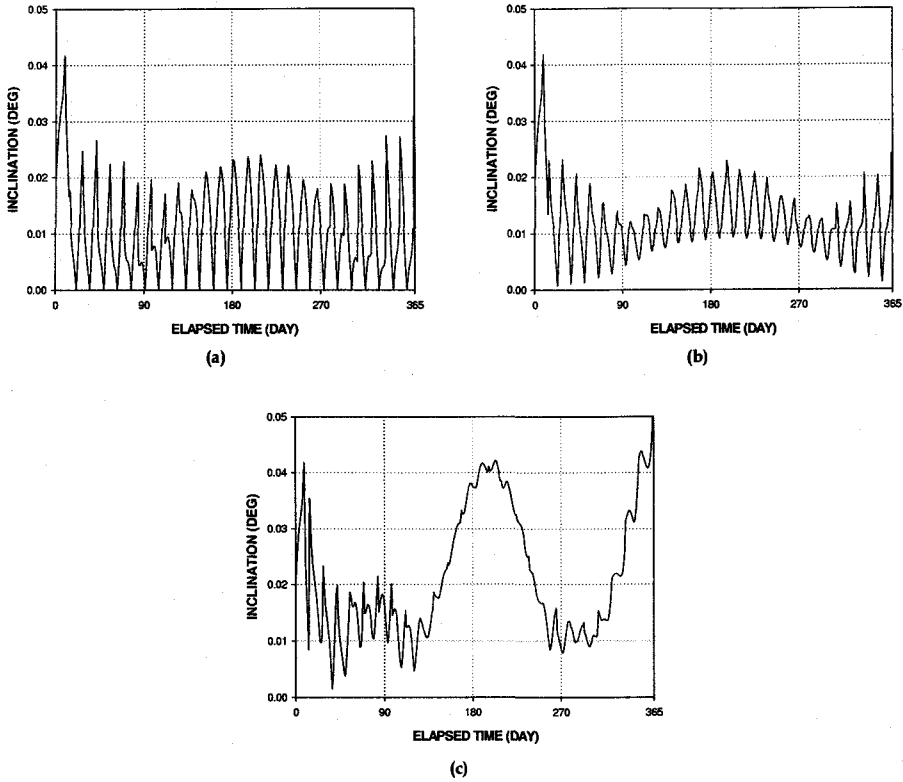 0.05
0.04
0.03
0.02
0.01
0.00
INCLINATION (DEG)
0 90 180 270 365
ELAPSED TIME (DAY)
(a)
0.05
0.04
0.03
0.02
0.01
0.00
INCLINATION (DEG)
0 90 180 270 365
ELAPSED TIME (DAY)
(b)
0.05
0.04
0.03
0.02
0.01
0.00
INCLINATION (DEG)
0 90 180 270 365
ELAPSED TIME (DAY)
(c)